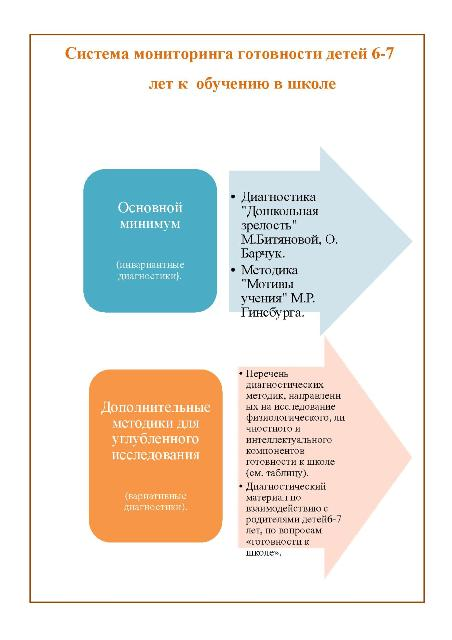 Система мониторинга готовности детей 6-7
лет к обучению в школе
Основной
минимум
(инвариантные
диагностики).
• Диагностика
"Дошкольная
зрелость"
М.Битяновой, О.
Барчук.
• Методика
"Мотивы
учения" М.Р.
Гинсбурга.
Дополнительные
методики для
углубленного
исследования
(вариативные
диагностики).
• Перечень
диагностических
методик, направленн
ых на исследование
физиологического, ли
чностного и
интеллектуального
компонентов
готовности к школе
(см. таблицу).
• Диагностический
материал по
взаимодействию с
родителями детей6-7
лет, по вопросам
«готовности к
школе».